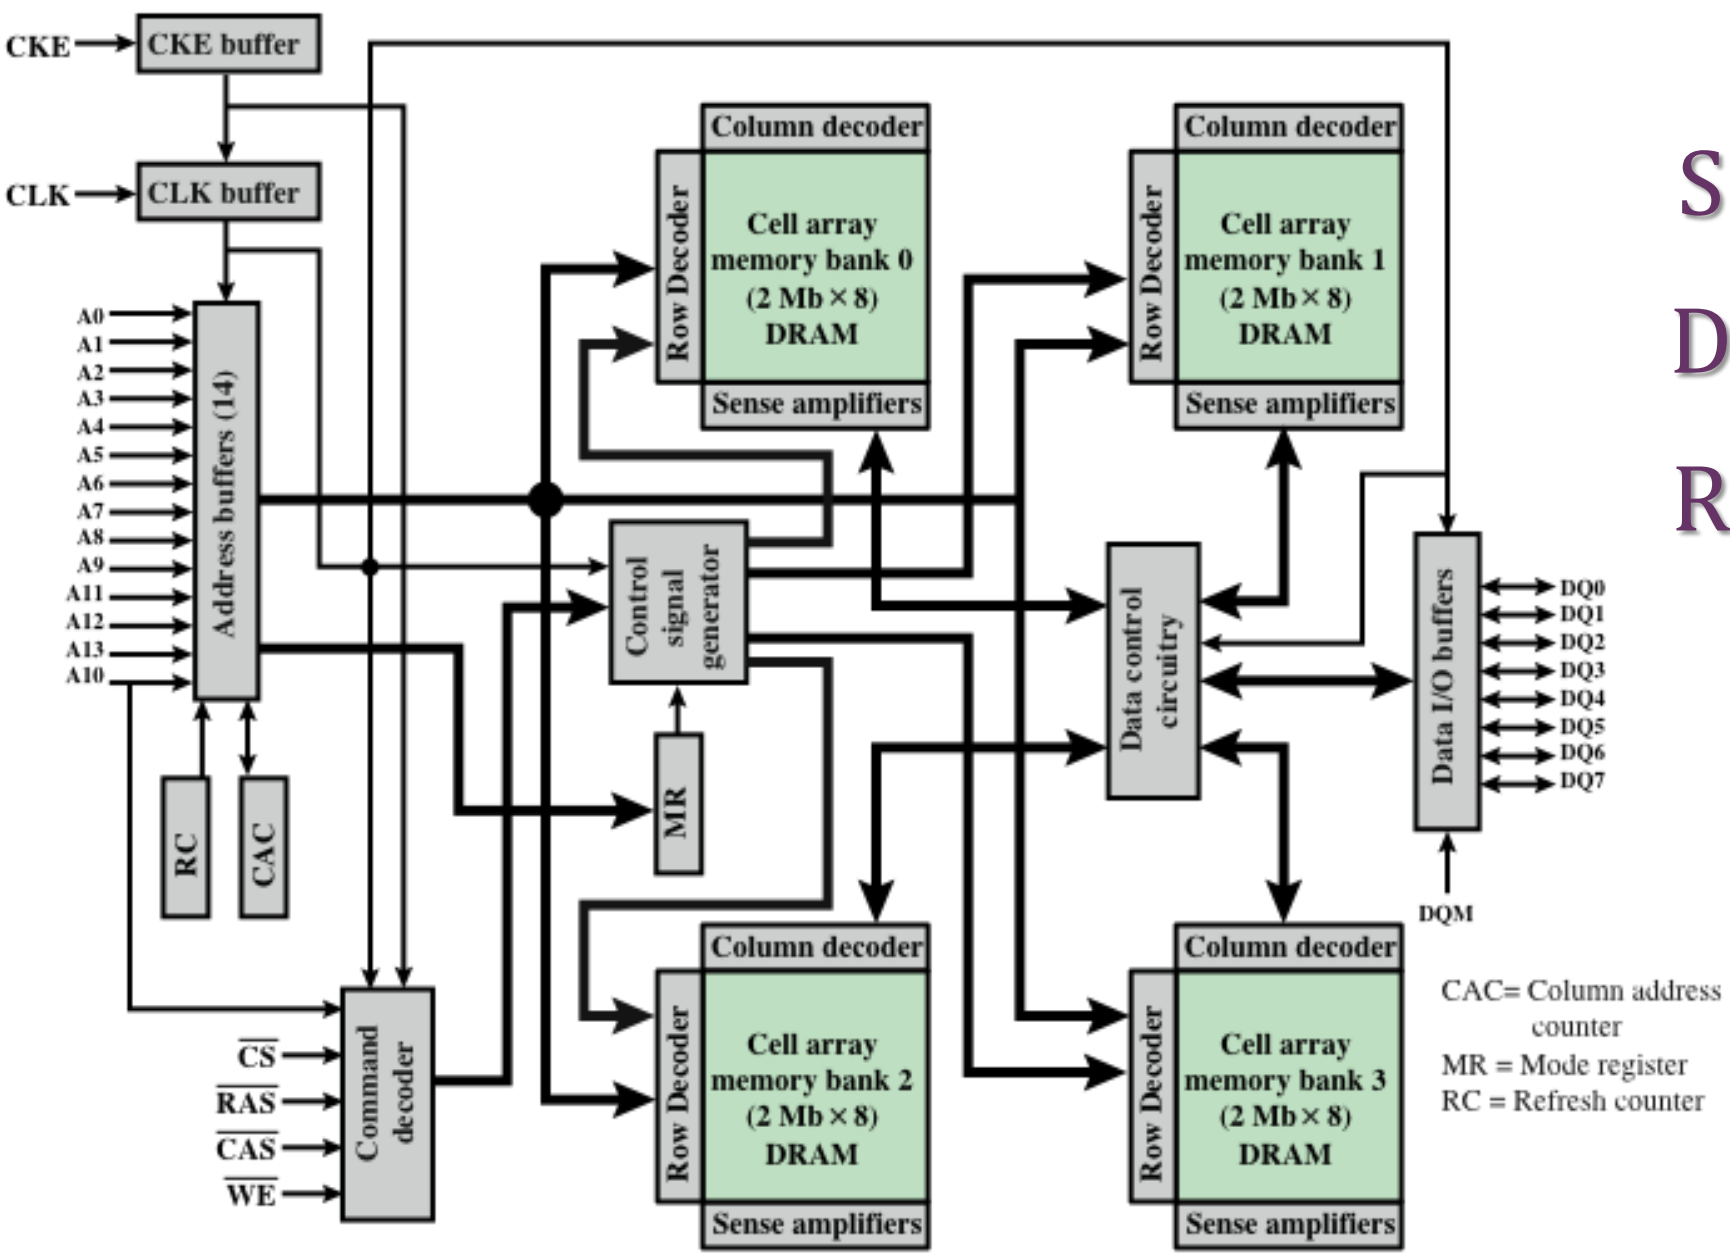 CKE
CKE buffer
CLK
CLK buffer
A0
A1
A2
A3
A4
A5
A6
A7
A8
A9
A11
A12
A13
A10
Address buffers (14)
RC
CAC
CS
RAS
CAS
WE
Command
decoder
Control
signal
generator
MR
Column decoder
Row Decoder
Cell array
memory bank 0
(2 Mb × 8)
DRAM
Sense amplifiers
Column decoder
Row Decoder
Cell array
memory bank 1
(2 Mb × 8)
DRAM
Sense amplifiers
Column decoder
Row Decoder
Cell array
memory bank 2
(2 Mb × 8)
DRAM
Sense amplifiers
Column decoder
Row Decoder
Cell array
memory bank 3
(2 Mb × 8)
DRAM
Sense amplifiers
Data control
circuitry
Data I/O buffers
DQ0
DQ1
DQ2
DQ3
DQ4
DQ5
DQ6
DQ7
DQM
CAC= Column address
counter
MR = Mode register
RC = Refresh counter
S
D
R